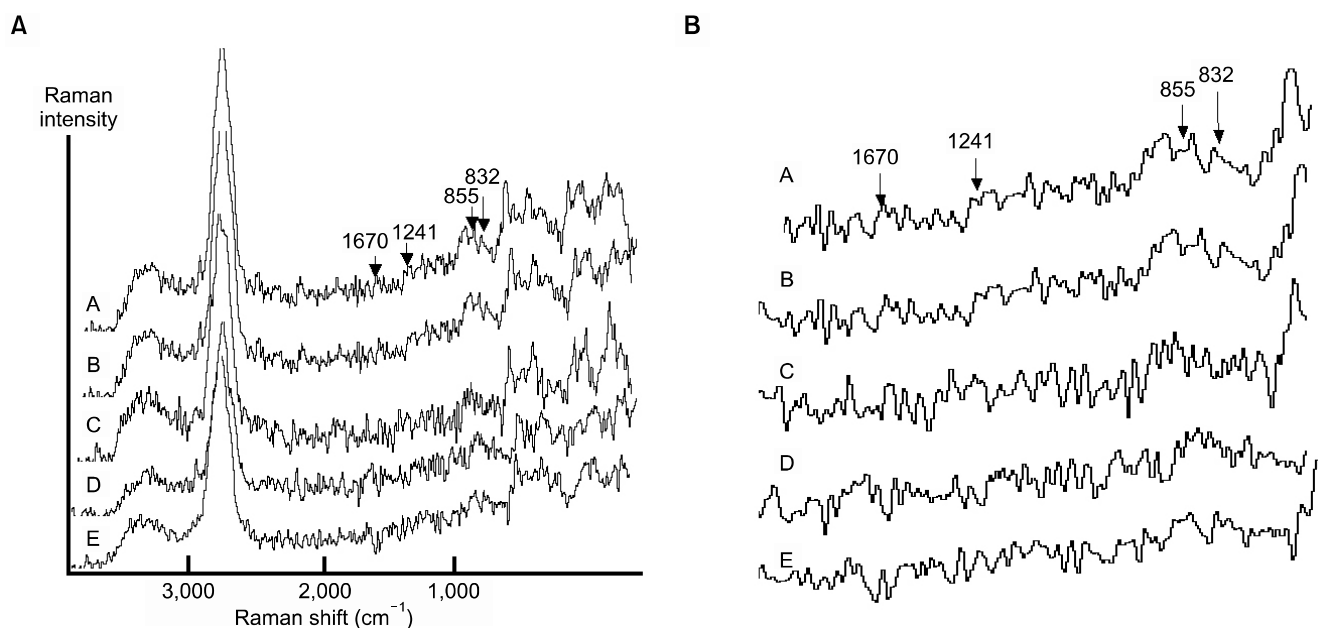 A
Raman
intensity
1670
1241
855
832
A
B
C
D
E
3,000
2,000
1,000
Raman shift (cm⁻¹)
B
1670
1241
855
832
A
B
C
D
E